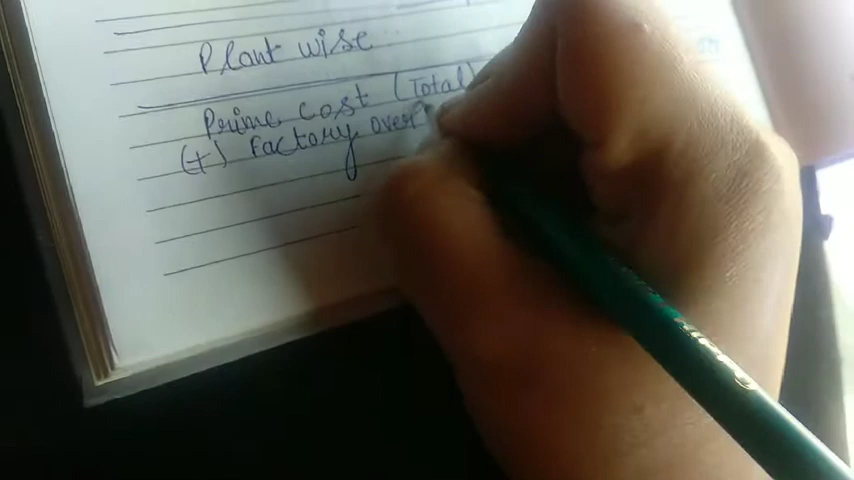 Plant wise
Prime cost (Total)
(+) Factory over